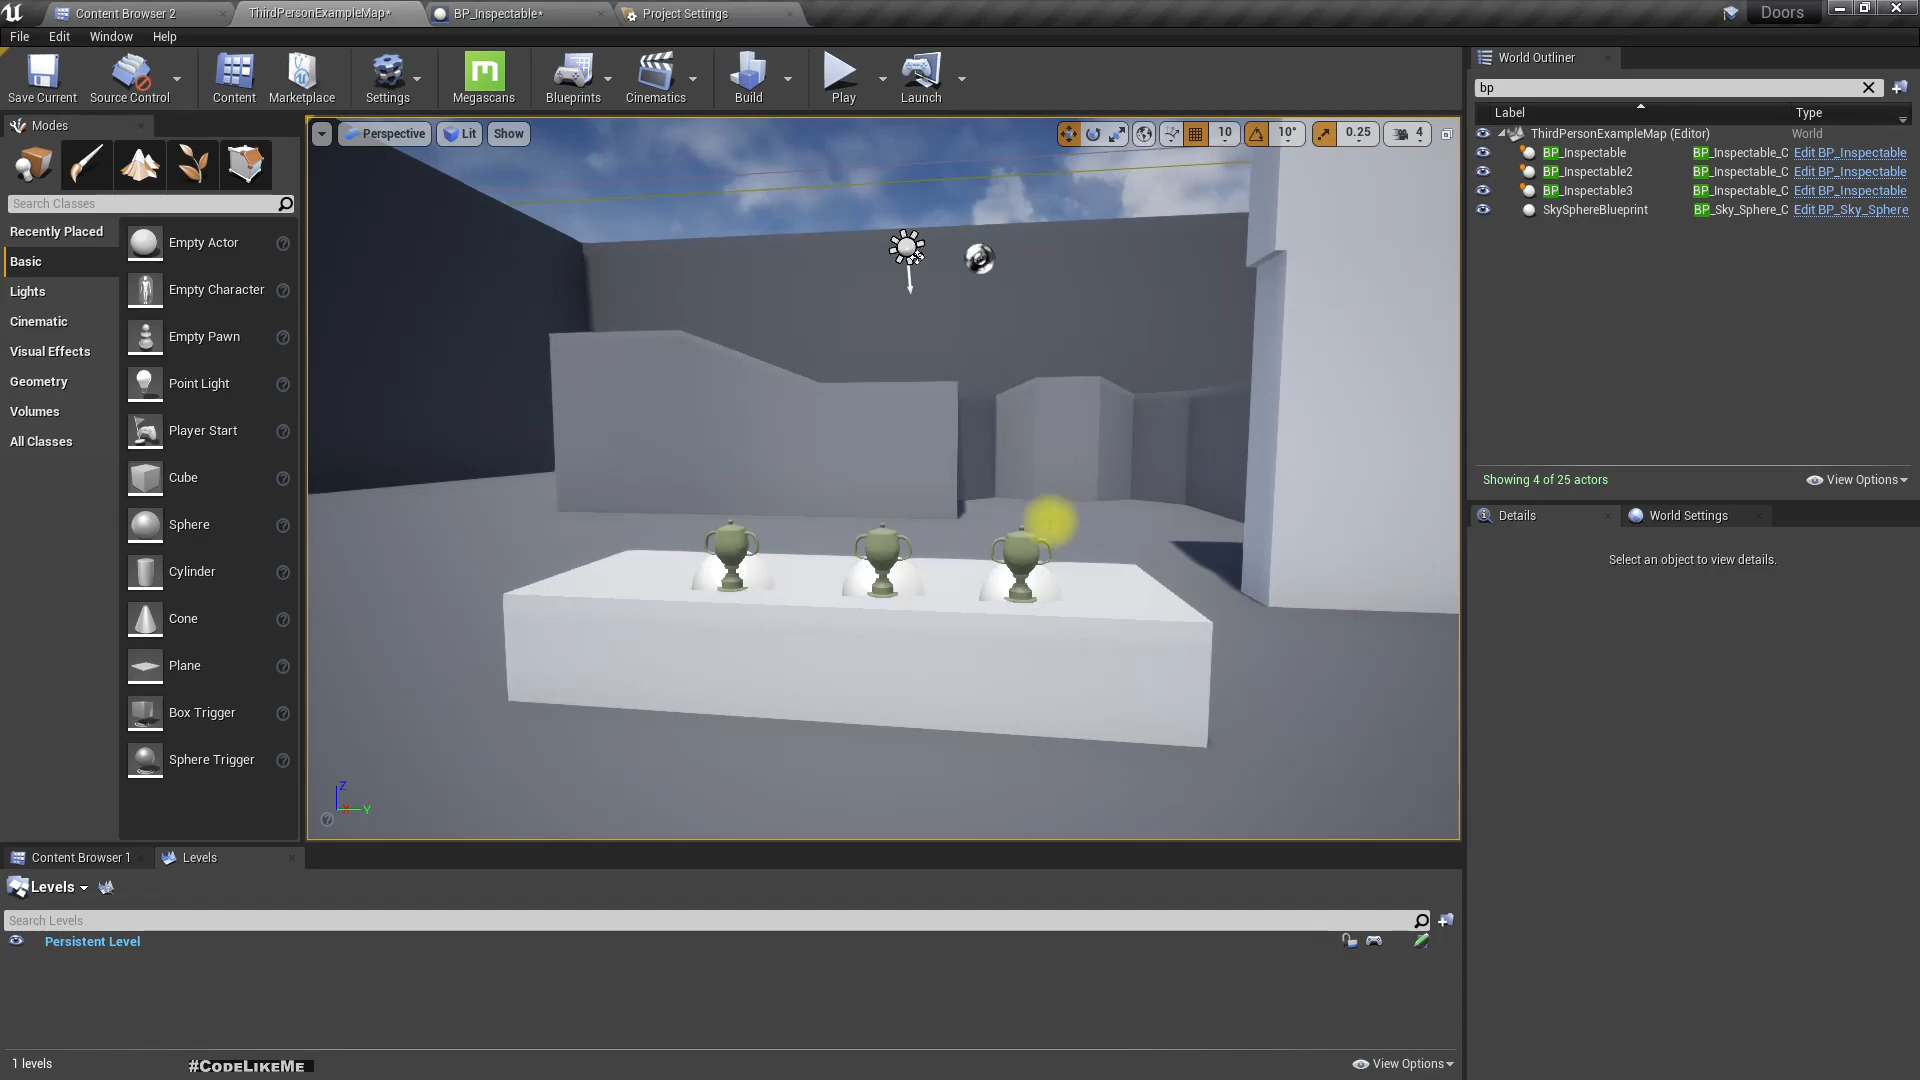 Content Browser 2
ThirdPersonExampleMap*
BP_Inspectable*
Project Settings
Doors
File Edit Window Help
Save Current
Source Control
Content
Marketplace
Settings
Megascans
Blueprints
Cinematics
Build
Play
Launch
Modes
Search Classes
Recently Placed
Basic
Lights
Cinematic
Visual Effects
Geometry
Volumes
All Classes
Empty Actor
Empty Character
Empty Pawn
Point Light
Player Start
Cube
Sphere
Cylinder
Cone
Plane
Box Trigger
Sphere Trigger
Perspective Lit Show
10 10° 0.25 4
Z
X Y
World Outliner
bp
Label Type
ThirdPersonExampleMap (Editor) World
BP_Inspectable BP_Inspectable_C Edit BP_Inspectable
BP_Inspectable2 BP_Inspectable_C Edit BP_Inspectable
BP_Inspectable3 BP_Inspectable_C Edit BP_Inspectable
SkySphereBlueprint BP_Sky_Sphere_C Edit BP_Sky_Sphere
Showing 4 of 25 actors
View Options
Details
World Settings
Select an object to view details.
Content Browser 1
Levels
Levels
Search Levels
Persistent Level
1 levels
#CodeLikeMe
View Options